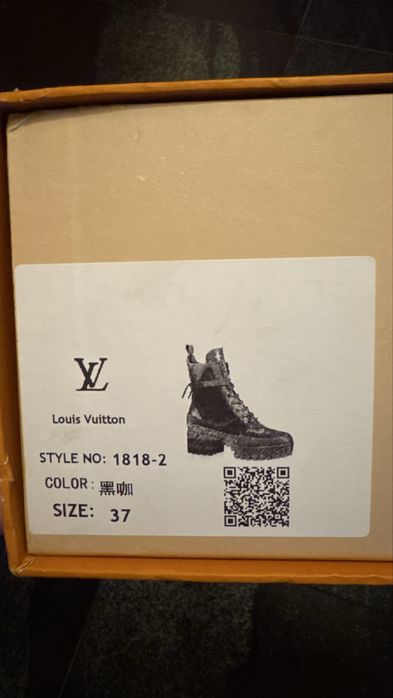 LV
Louis Vuitton
STYLE NO: 1818-2
COLOR: 黑咖
SIZE: 37